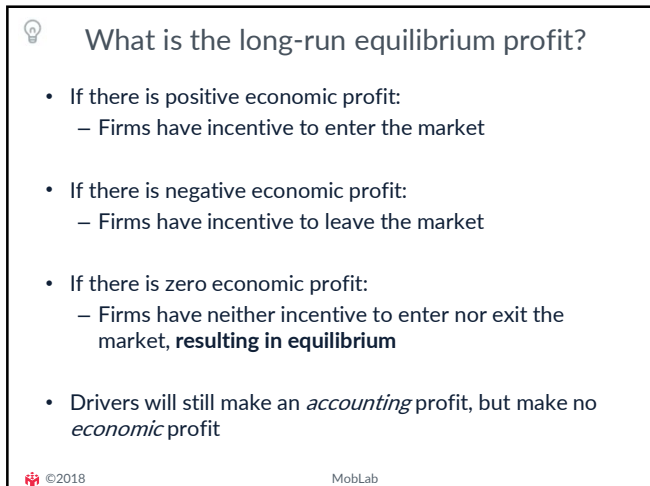 What is the long-run equilibrium profit?
• If there is positive economic profit:
– Firms have incentive to enter the market
• If there is negative economic profit:
– Firms have incentive to leave the market
• If there is zero economic profit:
– Firms have neither incentive to enter nor exit the
market, resulting in equilibrium
• Drivers will still make an accounting profit, but make no
economic profit
©2018
MobLab